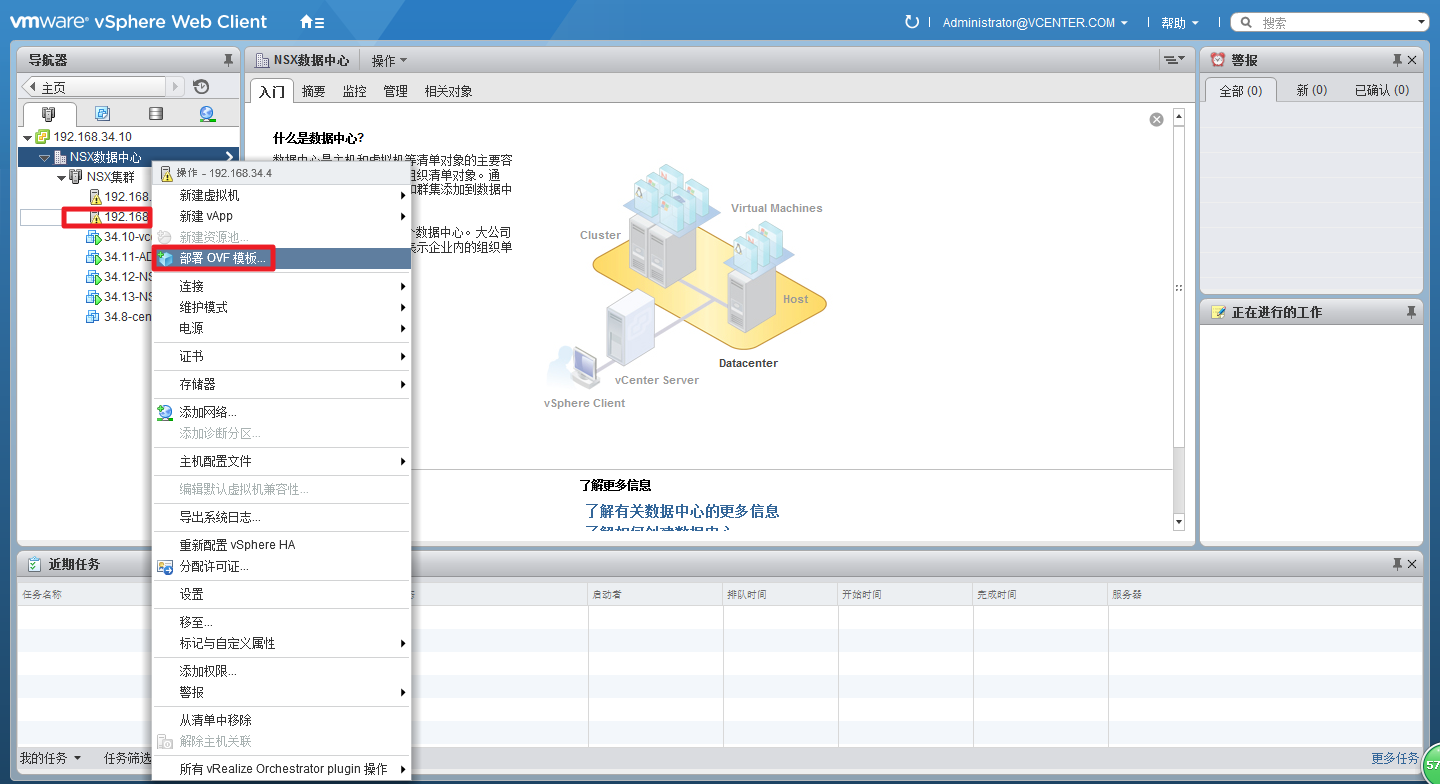 vmware® vSphere Web Client
Administrator@VCENTER.COM
帮助
搜索
导航器
主页
192.168.34.10
NSX数据中心
NSX集群
192.168.
192.168
34.10-vc
34.11-AD
34.12-NS
34.13-NS
34.8-cen
操作 - 192.168.34.4
新建虚拟机
新建 vApp
新建资源池...
部署 OVF 模板...
连接
维护模式
电源
证书
存储器
添加网络...
添加诊断分区...
主机配置文件
编辑默认虚拟机兼容性...
导出系统日志...
重新配置 vSphere HA
分配许可证...
设置
移至...
标记与自定义属性
添加权限...
警报
从清单中移除
解除主机关联
所有 vRealize Orchestrator plugin 操作
NSX数据中心
操作
入门
摘要
监控
管理
相关对象
什么是数据中心?
数据中心是主机和虚拟机等清单对象的主要容
组织清单对象。通
和群集添加到数据中
个数据中心。大公司
表示企业内的组织单
Virtual Machines
Cluster
Host
Datacenter
vCenter Server
vSphere Client
了解更多信息
了解有关数据中心的更多信息
了解如何创建数据中心
警报
全部 (0)
新 (0)
已确认 (0)
正在进行的工作
近期任务
任务名称
启动者
排队时间
开始时间
完成时间
服务器
我的任务
任务筛选
更多任务
57